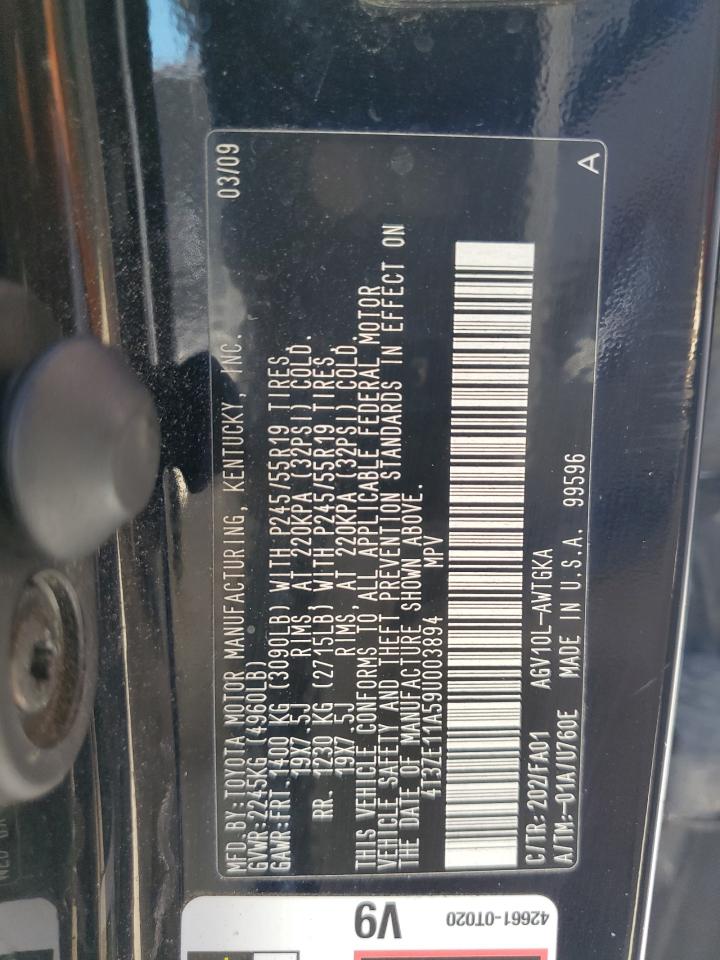 MFD BY: TOYOTA MOTOR MANUFACTURING, KENTUCKY, INC. 03/09
GVWR: 2245KG (4960LB)
GAWR: FRT. 1400 KG (3090LB) WITH P245/55R19 TIRES,
19X7.5J RIMS, AT 220KPA (32PSI) COLD.
RR. 1230 KG (2715LB) WITH P245/55R19 TIRES,
19X7.5J RIMS, AT 220KPA (32PSI) COLD.
THIS VEHICLE CONFORMS TO ALL APPLICABLE FEDERAL MOTOR
VEHICLE SAFETY AND THEFT PREVENTION STANDARDS IN EFFECT ON
THE DATE OF MANUFACTURE SHOWN ABOVE.
4T3ZE11A59U003894 MPV
C/TR: 202/FA01 AGV10L-AWTGKA
A/TM: -01A/U760E MADE IN U.S.A. 99596 A
V9
42661-0T020